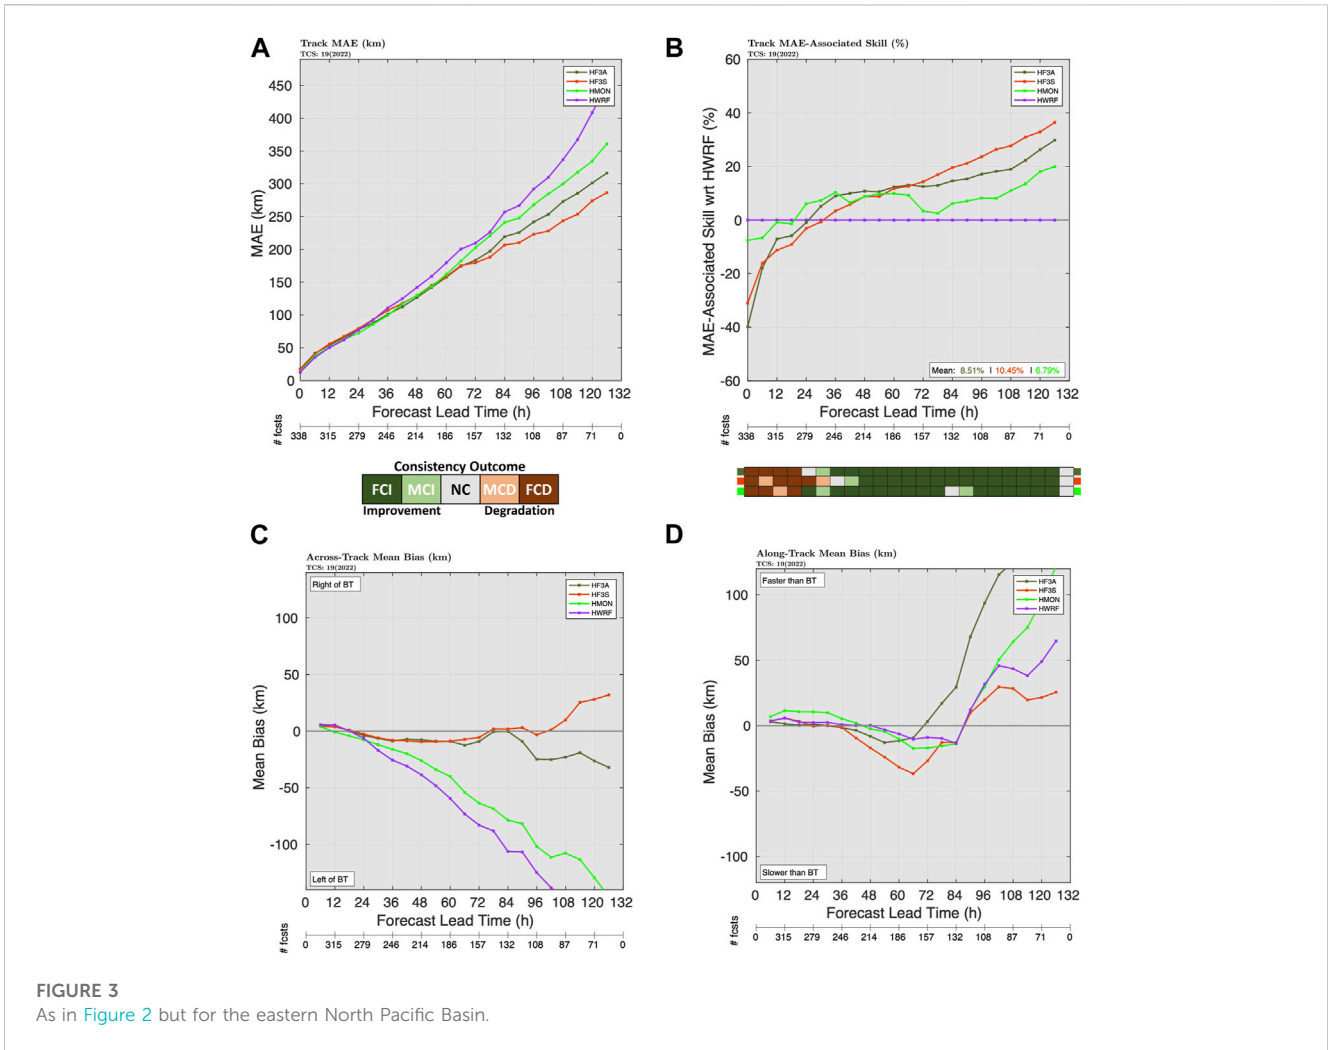 A
Track MAE (km)
TCS: 19(2022)
HF3A
HF3S
HMON
HWRF
MAE (km)
450
400
350
300
250
200
150
100
50
0
0 12 24 36 48 60 72 84 96 108 120 132
Forecast Lead Time (h)
# fcsts
338 315 279 246 214 186 157 132 108 87 71 0
B
Track MAE-Associated Skill (%)
TCS: 19(2022)
HF3A
HF3S
HMON
HWRF
MAE-Associated Skill wrt HWRF (%)
60
40
20
0
-20
-40
-60
Mean: 8.51% I 10.45% I 6.79%
0 12 24 36 48 60 72 84 96 108 120 132
Forecast Lead Time (h)
# fcsts
338 315 279 246 214 186 157 132 108 87 71 0
Consistency Outcome
FCI MCI NC MCD FCD
Improvement Degradation
C
Across-Track Mean Bias (km)
TCS: 19(2022)
Right of BT
HF3A
HF3S
HMON
HWRF
Mean Bias (km)
100
50
0
-50
-100
Left of BT
0 12 24 36 48 60 72 84 96 108 120 132
Forecast Lead Time (h)
# fcsts
0 315 279 246 214 186 157 132 108 87 71 0
D
Along-Track Mean Bias (km)
TCS: 19(2022)
Faster than BT
HF3A
HF3S
HMON
HWRF
Mean Bias (km)
100
50
0
-50
-100
Slower than BT
0 12 24 36 48 60 72 84 96 108 120 132
Forecast Lead Time (h)
# fcsts
0 315 279 246 214 186 157 132 108 87 71 0
FIGURE 3
As in Figure 2 but for the eastern North Pacific Basin.